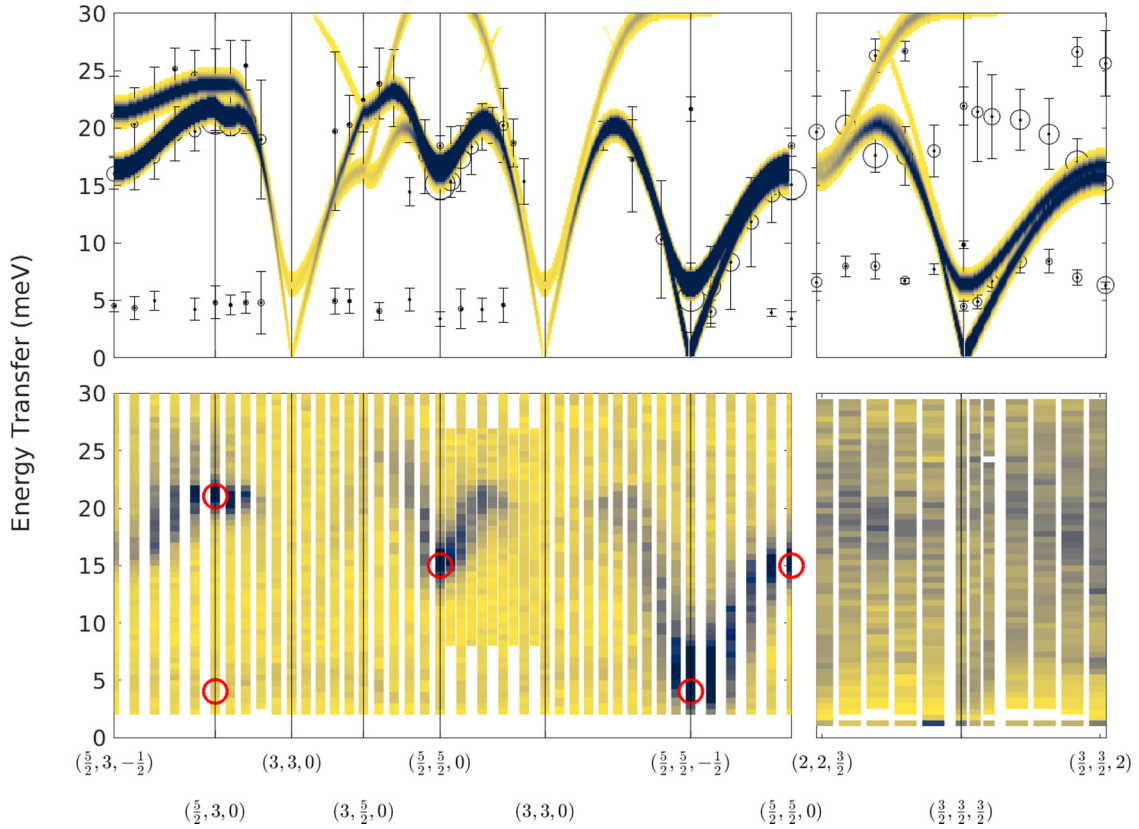 30
25
20
15
10
5
0
Energy Transfer (meV)
30
25
20
15
10
5
0
(5/2, 3, −1/2)
(3, 3, 0)
(5/2, 5/2, 0)
(5/2, 5/2, −1/2)
(2, 2, 3/2)
(3/2, 3/2, 2)
(5/2, 3, 0)
(3, 5/2, 0)
(3, 3, 0)
(5/2, 5/2, 0)
(3/2, 3/2, 3/2)